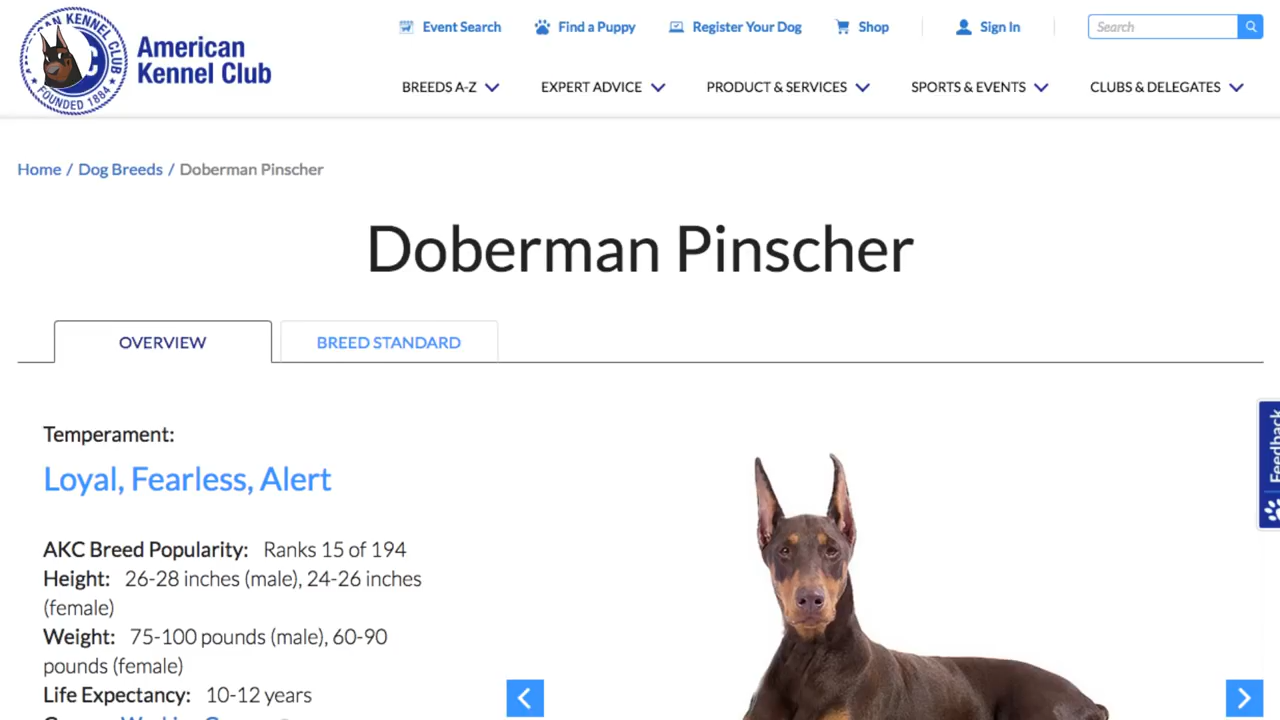 AN KENNEL CLUB
FOUNDED 1884
American
Kennel Club
Event Search
Find a Puppy
Register Your Dog
Shop
Sign In
Search
BREEDS A-Z
EXPERT ADVICE
PRODUCT & SERVICES
SPORTS & EVENTS
CLUBS & DELEGATES
Home / Dog Breeds / Doberman Pinscher
Doberman Pinscher
OVERVIEW
BREED STANDARD
Feedback
Temperament:
Loyal, Fearless, Alert
AKC Breed Popularity: Ranks 15 of 194
Height: 26-28 inches (male), 24-26 inches
(female)
Weight: 75-100 pounds (male), 60-90
pounds (female)
Life Expectancy: 10-12 years